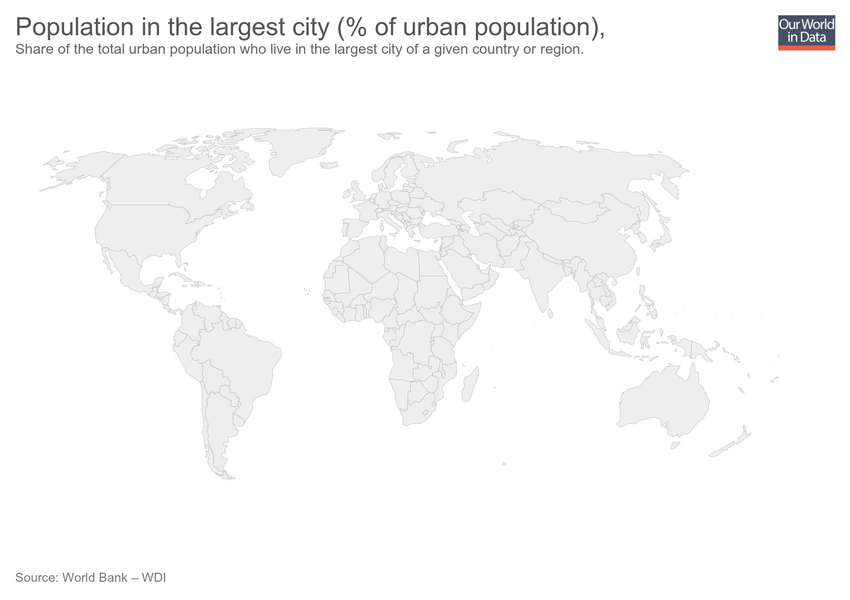 Population in the largest city (% of urban population),
Share of the total urban population who live in the largest city of a given country or region.
Our World
in Data
Source: World Bank – WDI